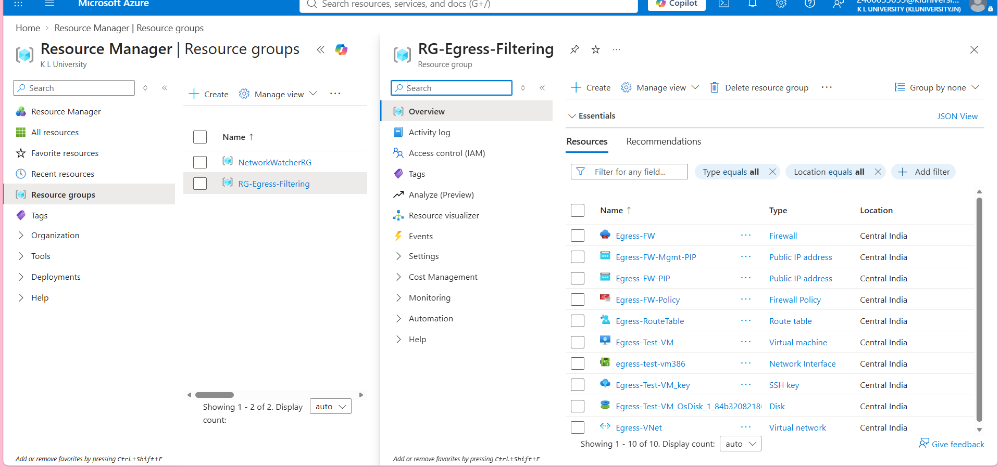 Microsoft Azure
Search resources, services, and docs (G+/)
Copilot
K L UNIVERSITY (KLUNIVERSITY.IN)
Home > Resource Manager | Resource groups
Resource Manager | Resource groups
K L University
Search
Resource Manager
All resources
Favorite resources
Recent resources
Resource groups
Tags
Organization
Tools
Deployments
Help
Add or remove favorites by pressing Ctrl+Shift+F
Create
Manage view
Name ↑
NetworkWatcherRG
RG-Egress-Filtering
Showing 1 - 2 of 2. Display count:
auto
RG-Egress-Filtering
Resource group
Search
Overview
Activity log
Access control (IAM)
Tags
Analyze (Preview)
Resource visualizer
Events
Settings
Cost Management
Monitoring
Automation
Help
Add or remove favorites by pressing Ctrl+Shift+F
Create Manage view Delete resource group ... Group by none
Essentials
JSON View
Resources Recommendations
Filter for any field... Type equals all Location equals all Add filter
Name ↑ Type Location
Egress-FW ... Firewall Central India
Egress-FW-Mgmt-PIP ... Public IP address Central India
Egress-FW-PIP ... Public IP address Central India
Egress-FW-Policy ... Firewall Policy Central India
Egress-RouteTable ... Route table Central India
Egress-Test-VM ... Virtual machine Central India
egress-test-vm386 ... Network Interface Central India
Egress-Test-VM_key ... SSH key Central India
Egress-Test-VM_OsDisk_1_84b3208218 Disk Central India
Egress-VNet ... Virtual network Central India
Showing 1 - 10 of 10. Display count: auto
Give feedback